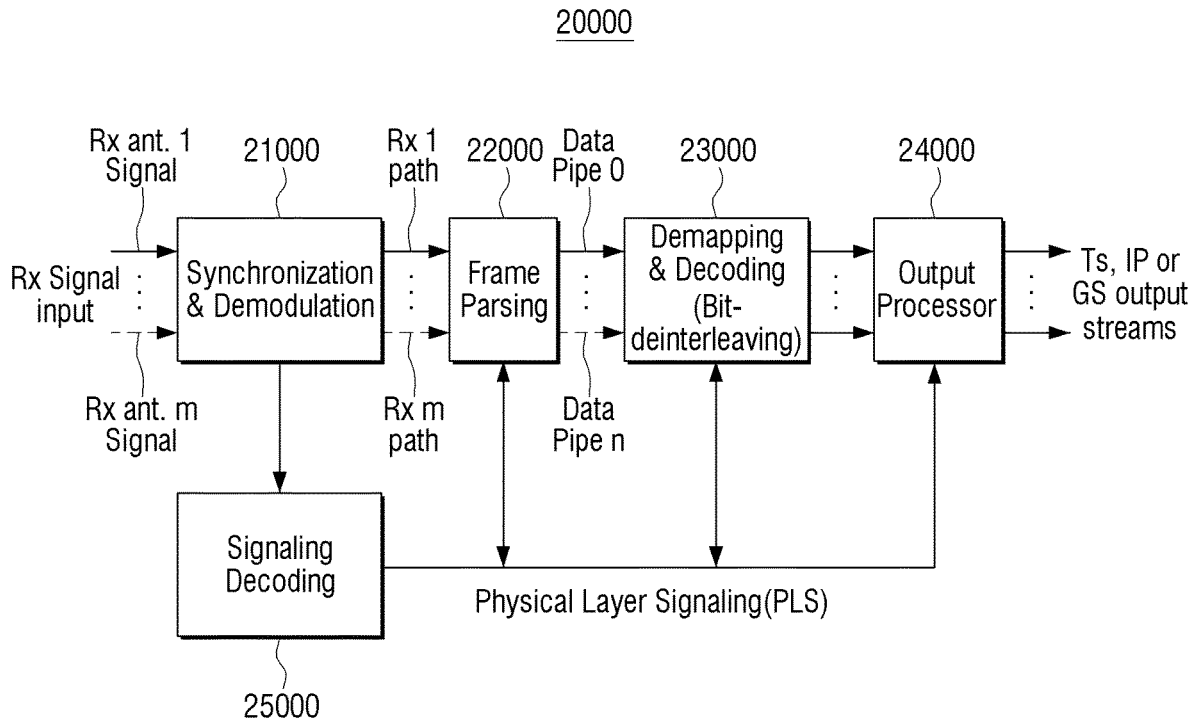 20000
Rx ant. 1
Signal
21000
Rx 1
path
22000
Data
Pipe 0
23000
24000
Rx Signal
input
Synchronization
& Demodulation
Frame
Parsing
Demapping
& Decoding
(Bit-
deinterleaving)
Output
Processor
Ts, IP or
GS output
streams
Rx ant. m
Signal
Rx m
path
Data
Pipe n
Signaling
Decoding
Physical Layer Signaling(PLS)
25000